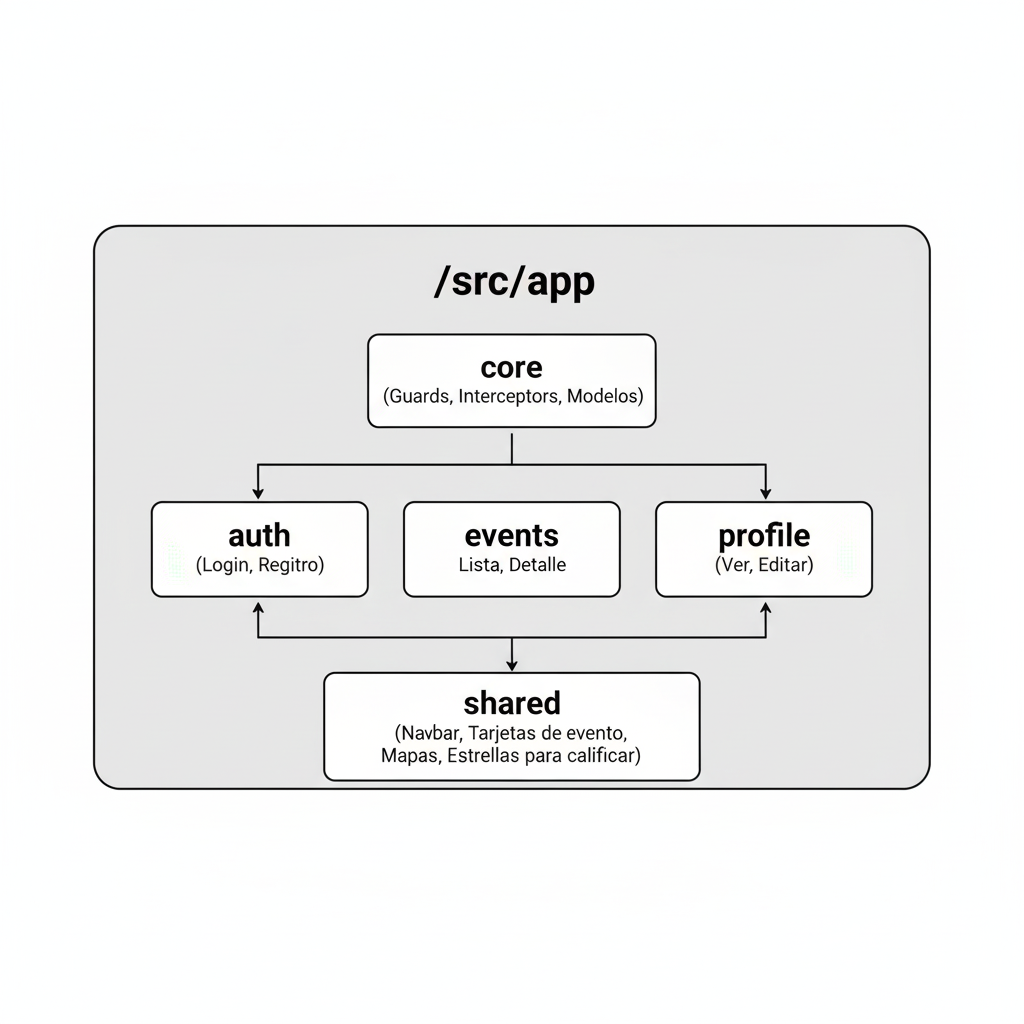 /src/app
core
(Guards, Interceptors, Modelos)
auth
(Login, Regitro)
events
Lista, Detalle
profile
(Ver, Editar)
shared
(Navbar, Tarjetas de evento,
Mapas, Estrellas para calificar)